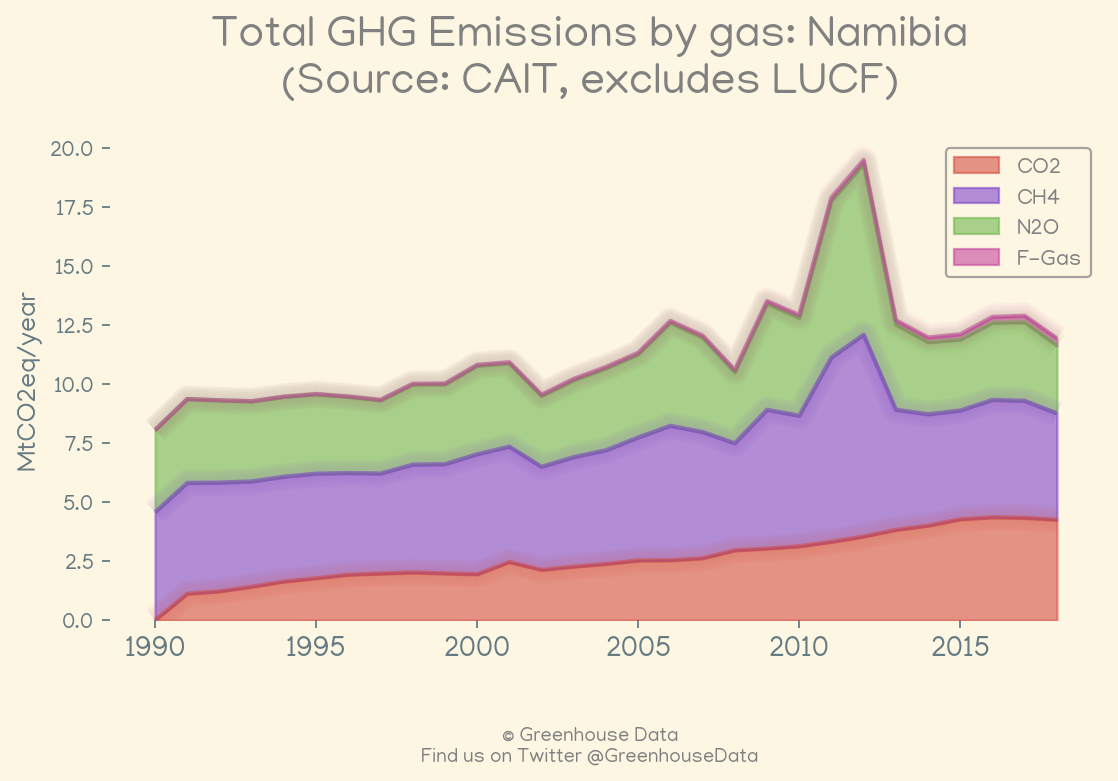 Total GHG Emissions by gas: Namibia
(Source: CAIT, excludes LUCF)
20.0
17.5
15.0
12.5
10.0
7.5
5.0
2.5
0.0
MtCO2eq/year
CO2
CH4
N2O
F-Gas
1990 1995 2000 2005 2010 2015
© Greenhouse Data
Find us on Twitter @GreenhouseData